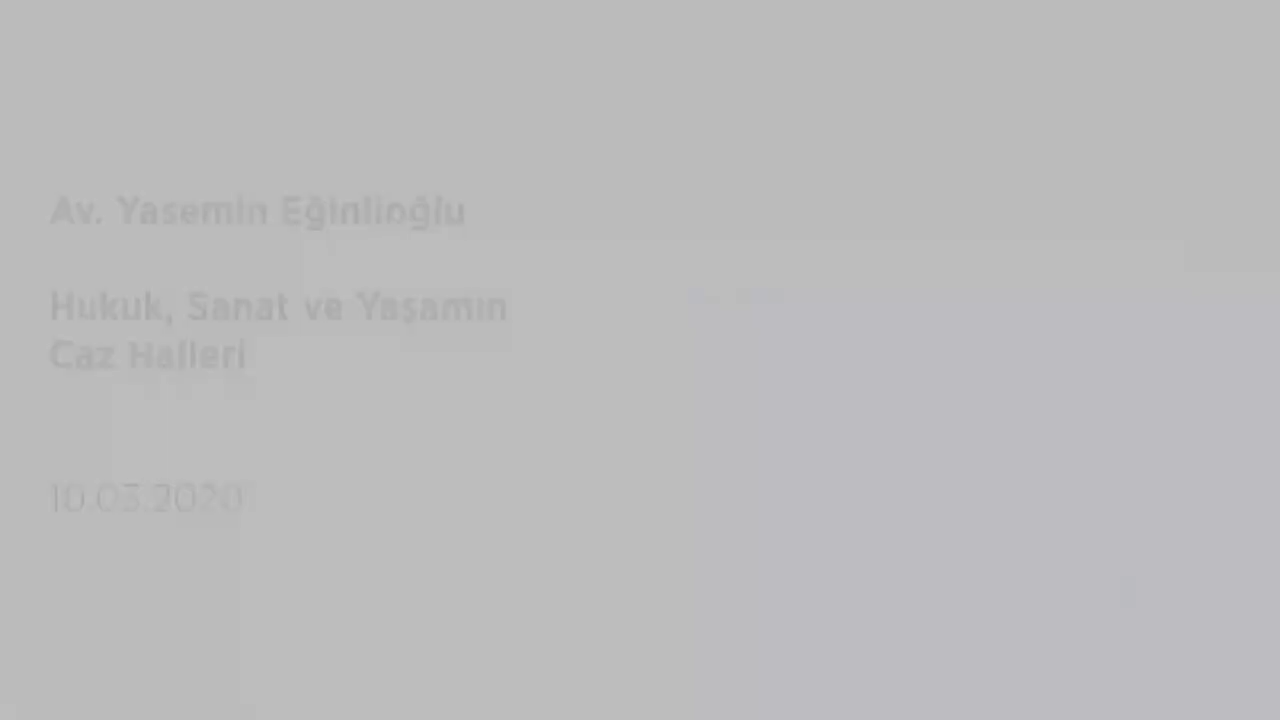 Av. Yasemin Eğinlioğlu
Hukuk, Sanat ve Yaşamın
Caz Halleri
10.03.2020